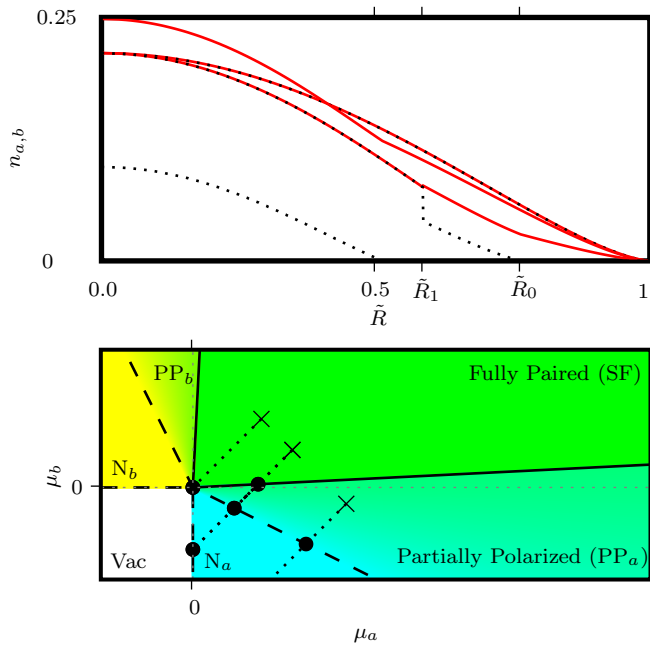 0.25
n_{a,b}
0
0.0
0.5
R̃_1
R̃_0
1
R̃
PP_b
Fully Paired (SF)
μ_b
0
N_b
Vac
N_a
Partially Polarized (PP_a)
0
μ_a